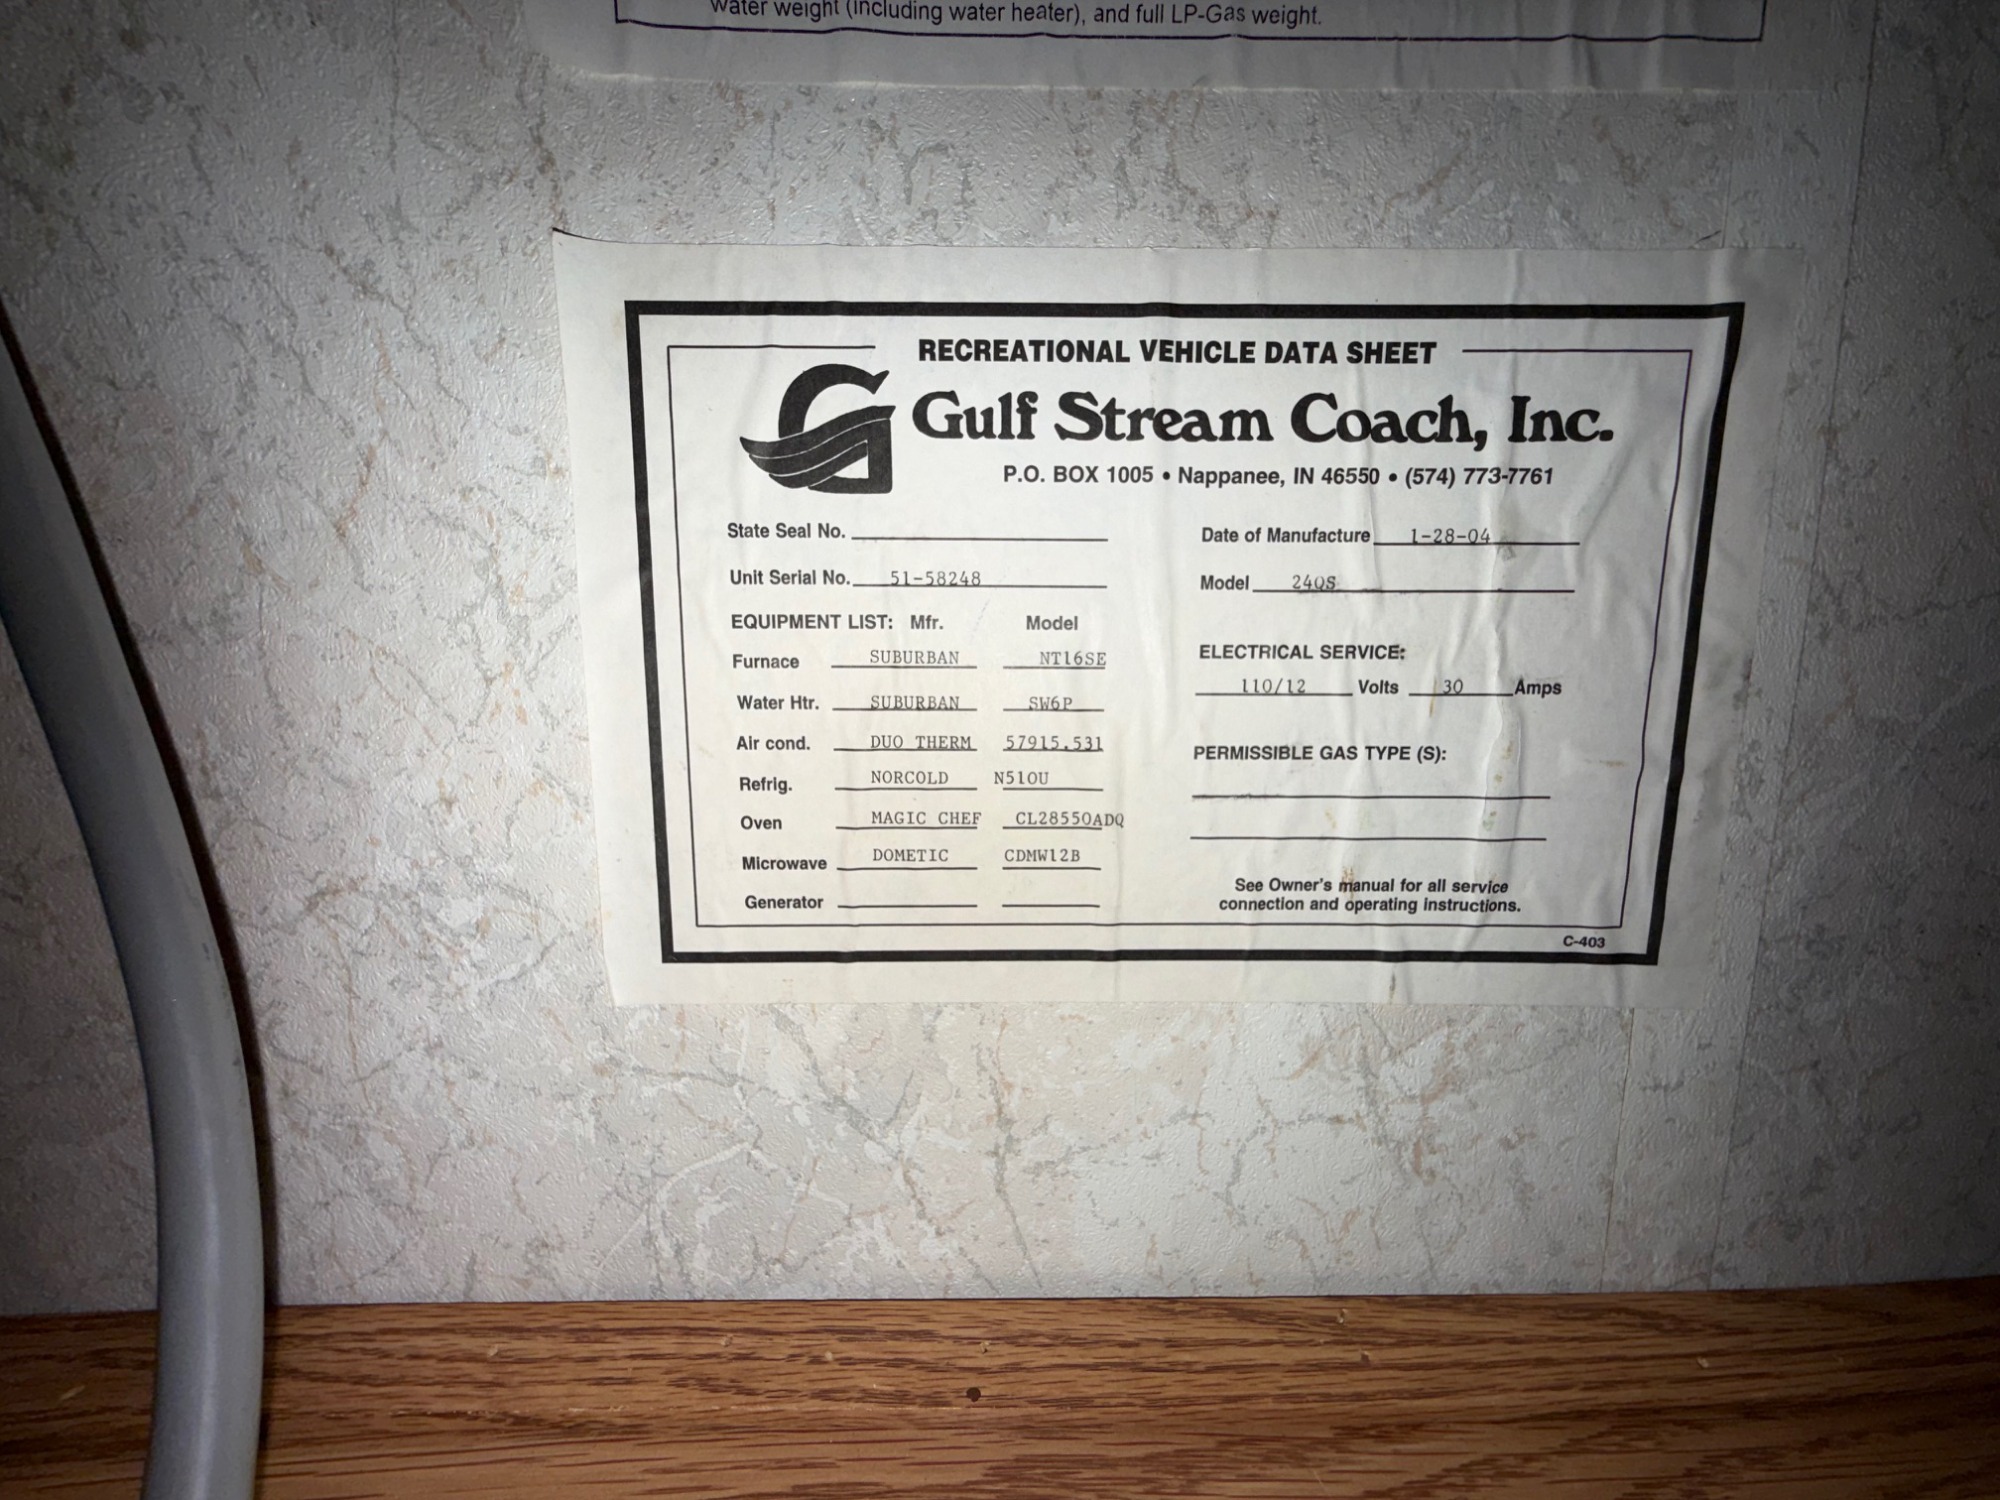 water weight (including water heater), and full LP-Gas weight.
RECREATIONAL VEHICLE DATA SHEET
Gulf Stream Coach, Inc.
P.O. BOX 1005 • Nappanee, IN 46550 • (574) 773-7761
State Seal No.
Date of Manufacture 1-28-04
Unit Serial No. 51-58248
Model 24QS
EQUIPMENT LIST: Mfr. Model
Furnace SUBURBAN NT16SE
Water Htr. SUBURBAN SW6P
Air cond. DUO THERM 57915.531
Refrig. NORCOLD N510U
Oven MAGIC CHEF CL28550ADQ
Microwave DOMETIC CDMW12B
Generator
ELECTRICAL SERVICE:
110/12 Volts 30 Amps
PERMISSIBLE GAS TYPE (S):
See Owner's manual for all service
connection and operating instructions.
C-403